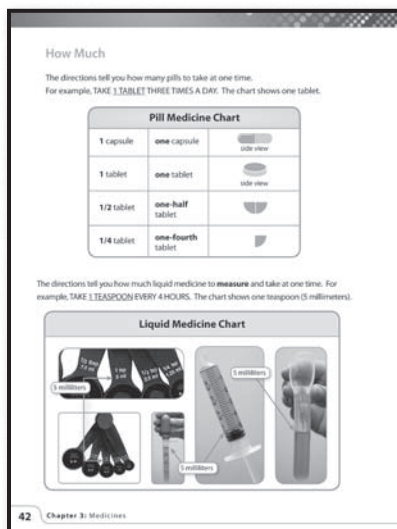 How Much
The directions tell you how many pills to take at one time.
For example, TAKE 1 TABLET THREE TIMES A DAY. The chart shows one tablet.
Pill Medicine Chart
1 capsule one capsule
side view
1 tablet one tablet
side view
1/2 tablet one-half
tablet
1/4 tablet one-fourth
tablet
The directions tell you how much liquid medicine to measure and take at one time. For
example, TAKE 1 TEASPOON EVERY 4 HOURS. The chart shows one teaspoon (5 millimeters).
Liquid Medicine Chart
5 milliliters
5 milliliters
5 milliliters
42 Chapter 3: Medicines